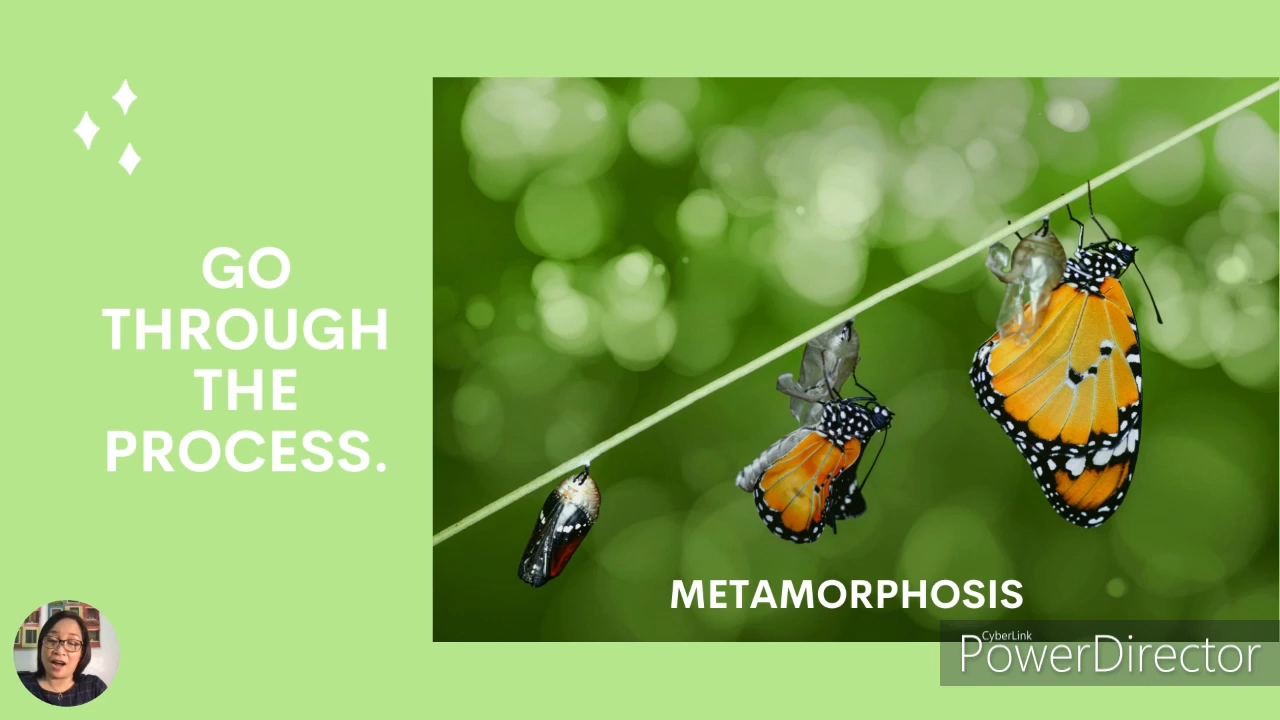 GO
THROUGH
THE
PROCESS.
METAMORPHOSIS
CyberLink
PowerDirector